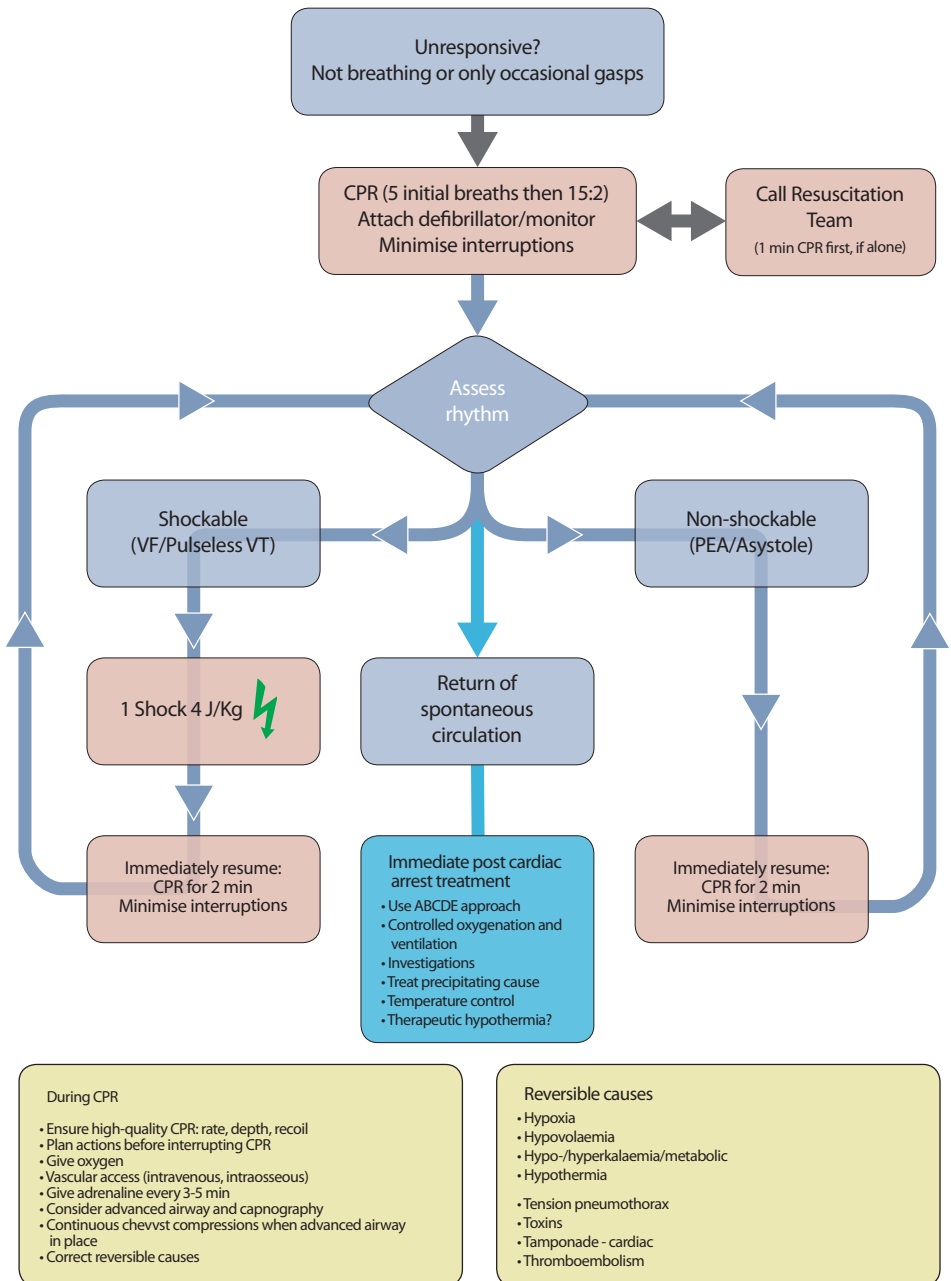 Unresponsive?
Not breathing or only occasional gasps
CPR (5 initial breaths then 15:2)
Attach defibrillator/monitor
Minimise interruptions
Call Resuscitation
Team
(1 min CPR first, if alone)
Assess
rhythm
Shockable
(VF/Pulseless VT)
Non-shockable
(PEA/Asystole)
1 Shock 4 J/Kg
Return of
spontaneous
circulation
Immediately resume:
CPR for 2 min
Minimise interruptions
Immediate post cardiac
arrest treatment
• Use ABCDE approach
• Controlled oxygenation and
ventilation
• Investigations
• Treat precipitating cause
• Temperature control
• Therapeutic hypothermia?
Immediately resume:
CPR for 2 min
Minimise interruptions
During CPR
• Ensure high-quality CPR: rate, depth, recoil
• Plan actions before interrupting CPR
• Give oxygen
• Vascular access (intravenous, intraosseous)
• Give adrenaline every 3-5 min
• Consider advanced airway and capnography
• Continuous chevvst compressions when advanced airway
in place
• Correct reversible causes
Reversible causes
• Hypoxia
• Hypovolaemia
• Hypo-/hyperkalaemia/metabolic
• Hypothermia
• Tension pneumothorax
• Toxins
• Tamponade - cardiac
• Thromboembolism